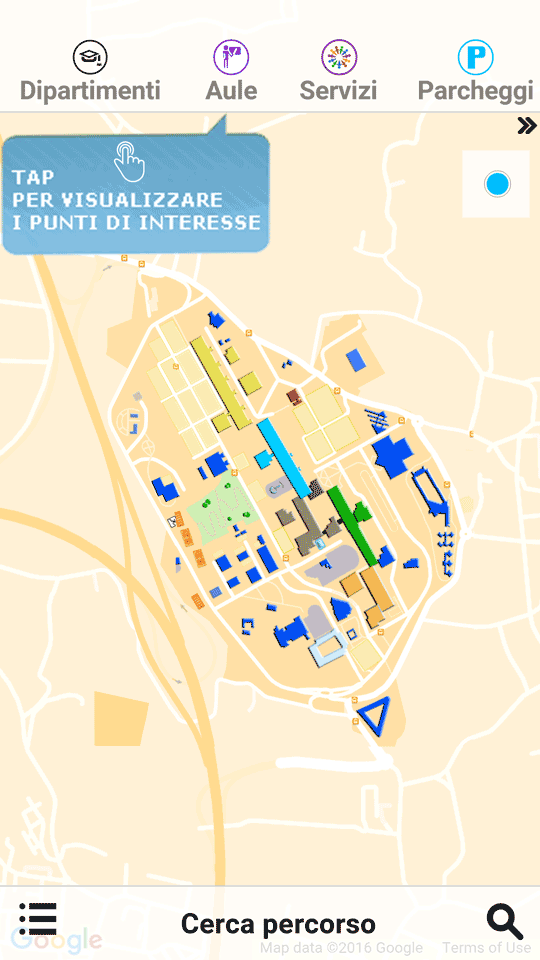 Dipartimenti Aule Servizi Parcheggi
TAP
PER VISUALIZZARE
I PUNTI DI INTERESSE
Cerca percorso
Google
Map data ©2016 Google Terms of Use